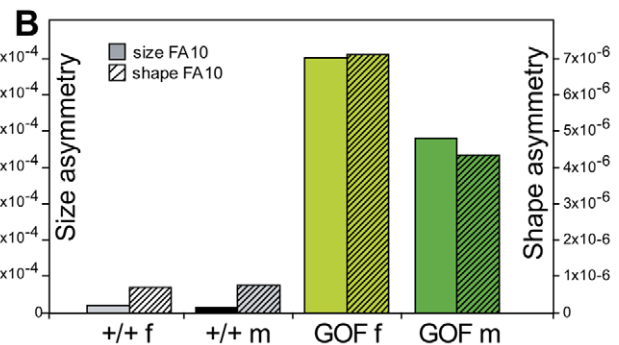 B
size FA10
shape FA10
Size asymmetry
x10-4
x10-4
x10-4
x10-4
x10-4
x10-4
x10-4
0
Shape asymmetry
7x10-6
6x10-6
5x10-6
4x10-6
3x10-6
2x10-6
1x10-6
0
+/+ f
+/+ m
GOF f
GOF m